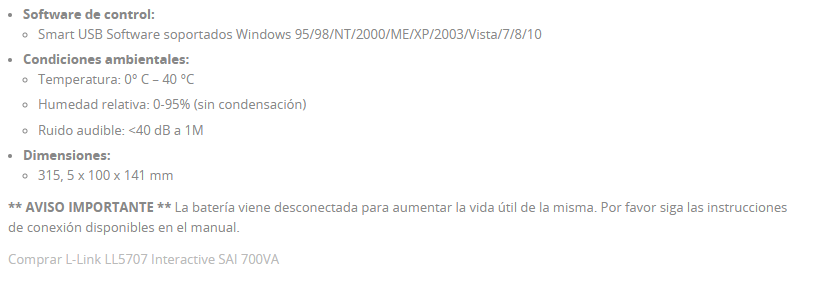 Software de control:
Smart USB Software soportados Windows 95/98/NT/2000/ME/XP/2003/Vista/7/8/10
Condiciones ambientales:
Temperatura: 0º C – 40 ºC
Humedad relativa: 0-95% (sin condensación)
Ruido audible: <40 dB a 1M
Dimensiones:
315, 5 x 100 x 141 mm
** AVISO IMPORTANTE ** La batería viene desconectada para aumentar la vida útil de la misma. Por favor siga las instrucciones
de conexión disponibles en el manual.
Comprar L-Link LL5707 Interactive SAI 700VA